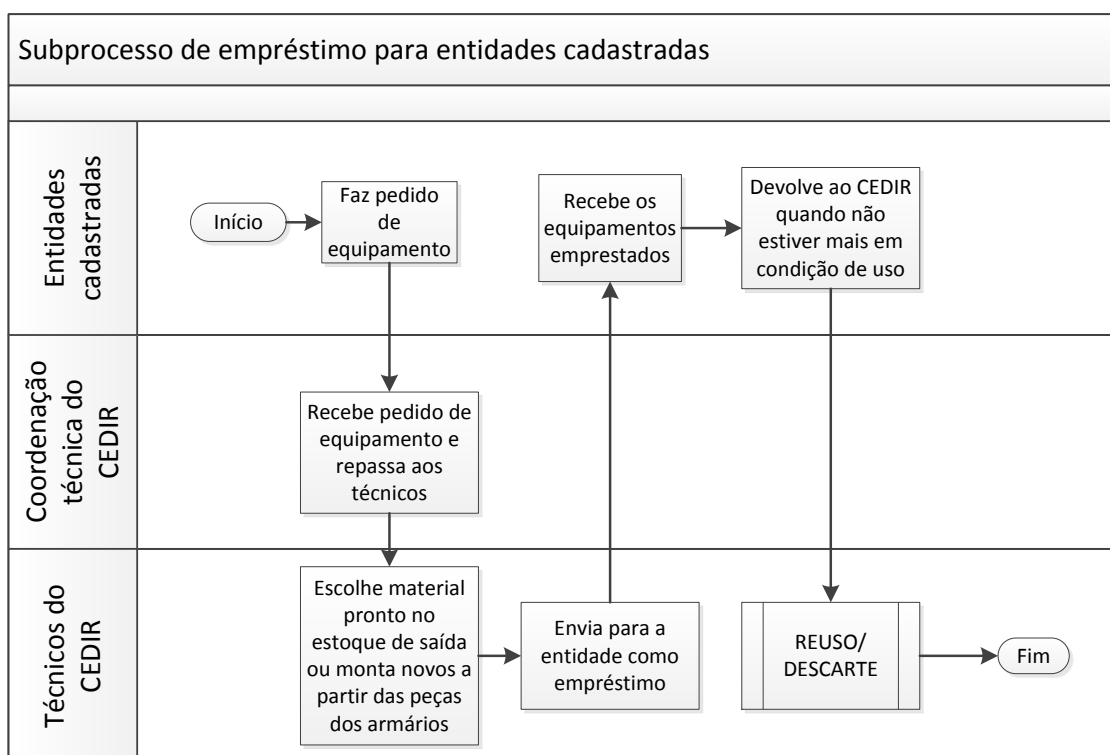 Subprocesso de empréstimo para entidades cadastradas
Entidades
cadastradas
Início
Faz pedido
de
equipamento
Recebe os
equipamentos
emprestados
Devolve ao CEDIR
quando não
estiver mais em
condição de uso
Coordenação
técnica do
CEDIR
Recebe pedido de
equipamento e
repassa aos
técnicos
Técnicos do
CEDIR
Escolhe material
pronto no
estoque de saída
ou monta novos a
partir das peças
dos armários
Envia para a
entidade como
empréstimo
REUSO/
DESCARTE
Fim